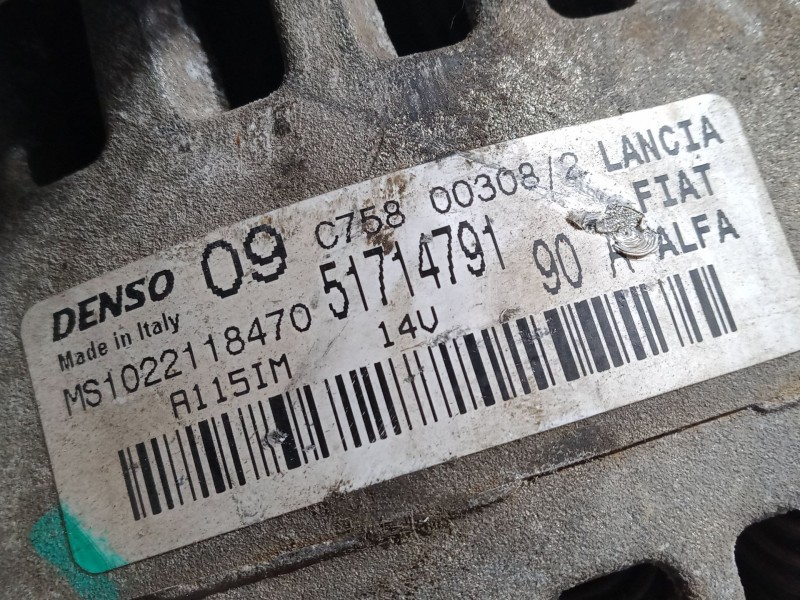 DENSO 09 C758 00308/2 LANCIA
Made in Italy 51714791 FIAT
MS1022118470 90 A ALFA
A115IM 14V